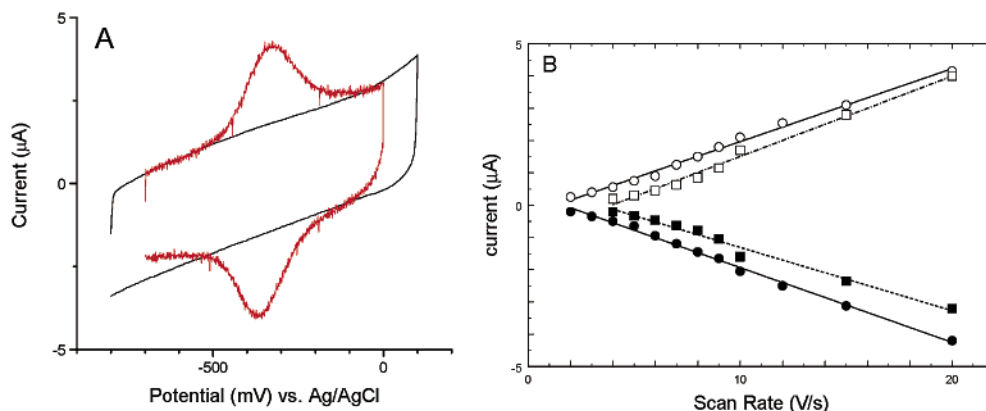 A
5
0
-5
-500
0
Current (μA)
Potential (mV) vs. Ag/AgCl
B
5
0
-5
0
10
20
current (μA)
Scan Rate (V/s)